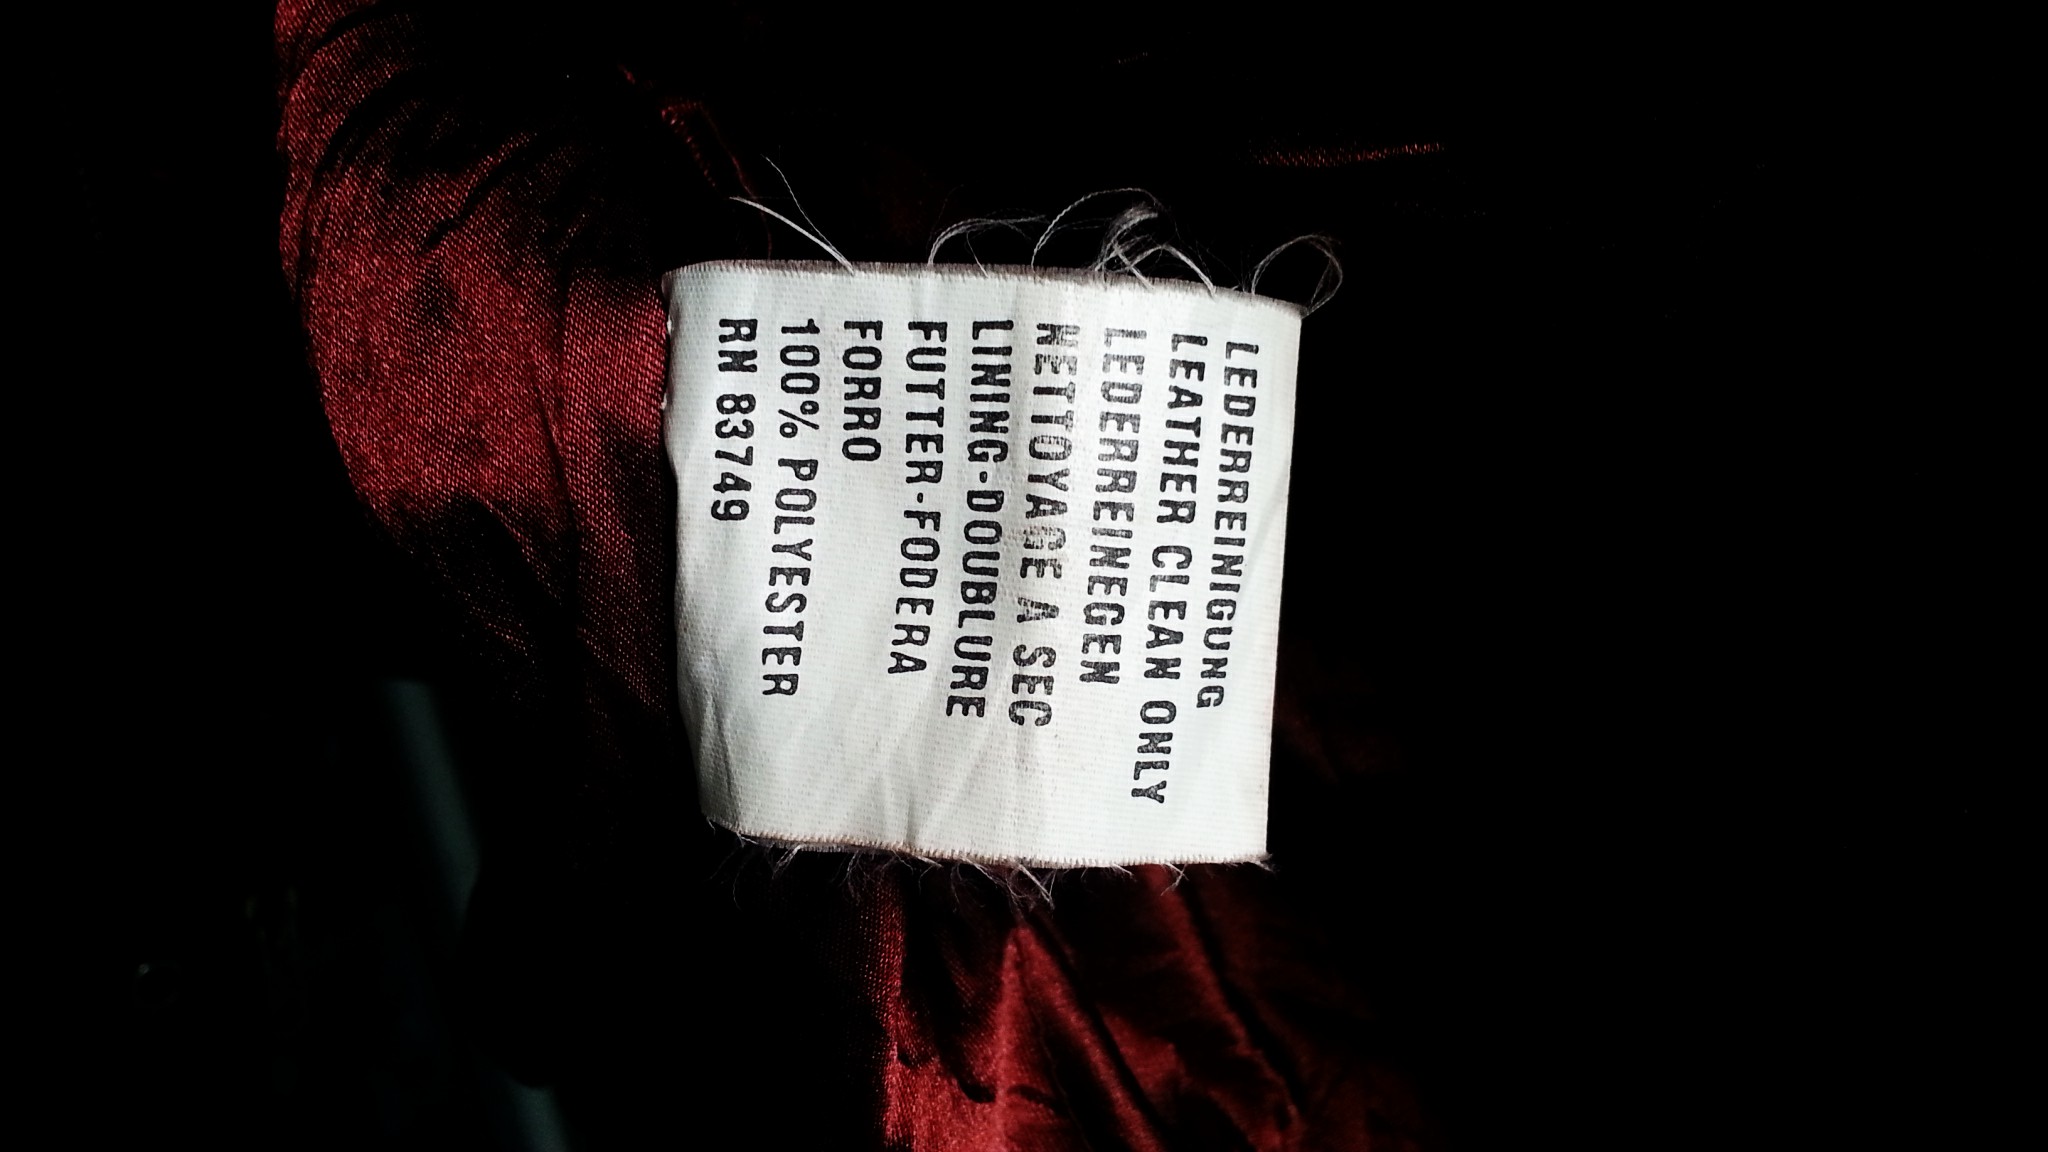 LEDERREINIGUNG
LEATHER CLEAN ONLY
LEDERREINEGEN
NETTOYAGE A SEC
LINING-DOUBLURE
FUTTER-FODERA
FORRO
100% POLYESTER
RN 83749